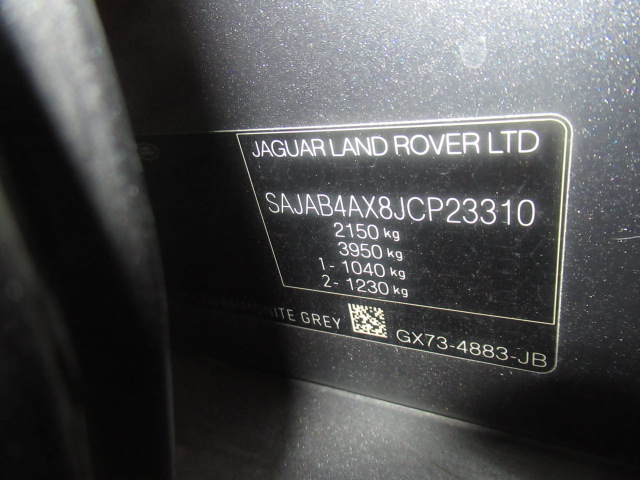 JAGUAR LAND ROVER LTD
SAJAB4AX8JCP23310
2150 kg
3950 kg
1 - 1040 kg
2 - 1230 kg
GREY
GX73-4883-JB